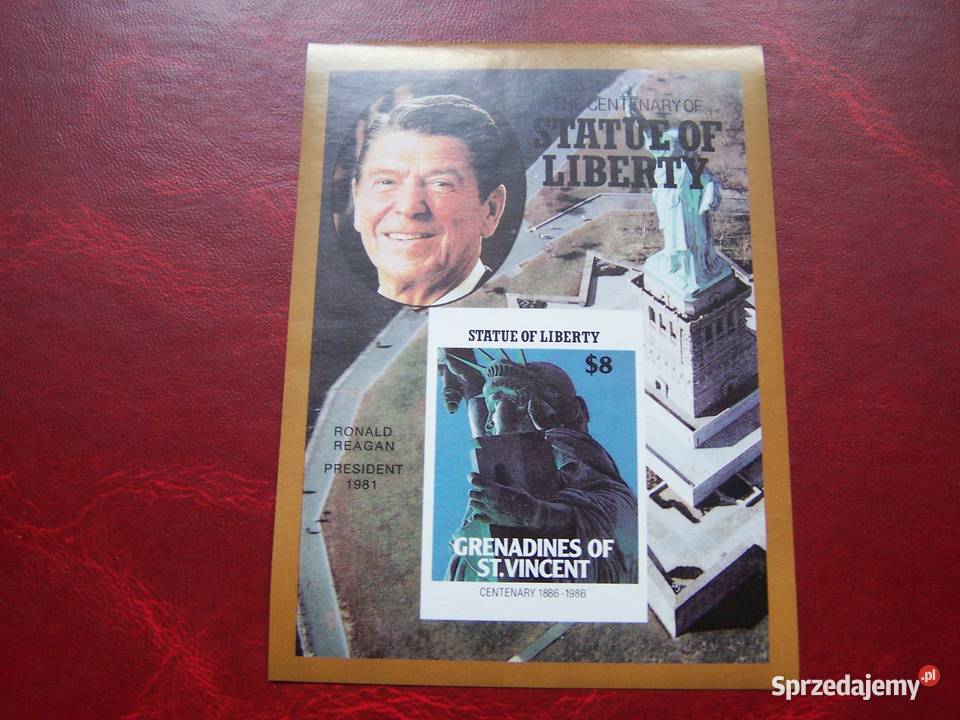 THE CENTENARY OF
STATUE OF
LIBERTY
STATUE OF LIBERTY
$8
RONALD
REAGAN
PRESIDENT
1981
GRENADINES OF
ST.VINCENT
CENTENARY 1886-1986
Sprzedajemy.pl